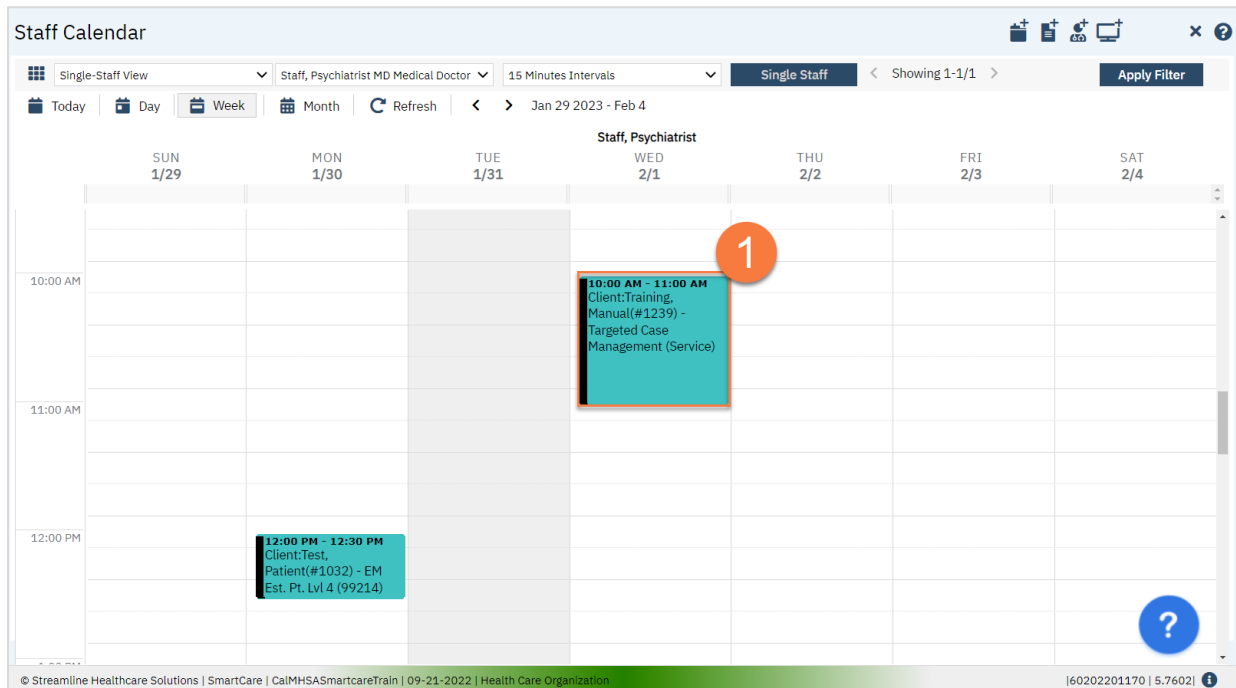 Staff Calendar
Single-Staff View
Staff, Psychiatrist MD Medical Doctor
15 Minutes Intervals
Single Staff
Showing 1-1/1
Apply Filter
Today
Day
Week
Month
Refresh
Jan 29 2023 - Feb 4
Staff, Psychiatrist
SUN
1/29
MON
1/30
TUE
1/31
WED
2/1
THU
2/2
FRI
2/3
SAT
2/4
1
10:00 AM
10:00 AM - 11:00 AM
Client:Training,
Manual(#1239) -
Targeted Case
Management (Service)
11:00 AM
12:00 PM
12:00 PM - 12:30 PM
Client:Test,
Patient(#1032) - EM
Est. Pt. Lvl 4 (99214)
?
© Streamline Healthcare Solutions | SmartCare | CalMHSASmartcareTrain | 09-21-2022 | Health Care Organization
|60202201170 | 5.7602|